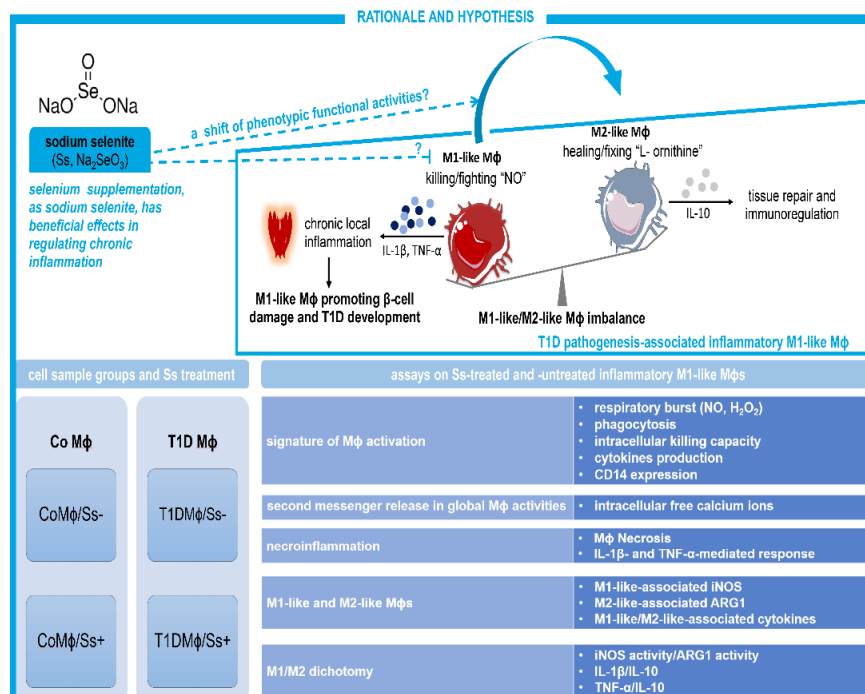 RATIONALE AND HYPOTHESIS
O
Se
NaO ONa
sodium selenite
(Ss, Na₂SeO₃)
selenium supplementation,
as sodium selenite, has
beneficial effects in
regulating chronic
inflammation
a shift of phenotypic functional activities?
?
M1-like Mϕ
killing/fighting “NO”
M2-like Mϕ
healing/fixing “L- ornithine”
chronic local
inflammation
IL-1β, TNF-α
IL-10
tissue repair and
immunoregulation
M1-like Mϕ promoting β-cell
damage and T1D development
M1-like/M2-like Mϕ imbalance
T1D pathogenesis-associated inflammatory M1-like Mϕ
cell sample groups and Ss treatment
Co Mϕ
T1D Mϕ
CoMϕ/Ss-
T1DMϕ/Ss-
CoMϕ/Ss+
T1DMϕ/Ss+
assays on Ss-treated and -untreated inflammatory M1-like Mϕs
signature of Mϕ activation
• respiratory burst (NO, H₂O₂)
• phagocytosis
• intracellular killing capacity
• cytokines production
• CD14 expression
second messenger release in global Mϕ activities
• intracellular free calcium ions
necroinflammation
• Mϕ Necrosis
• IL-1β- and TNF-α-mediated response
M1-like and M2-like Mϕs
• M1-like-associated iNOS
• M2-like-associated ARG1
• M1-like/M2-like-associated cytokines
M1/M2 dichotomy
• iNOS activity/ARG1 activity
• IL-1β/IL-10
• TNF-α/IL-10